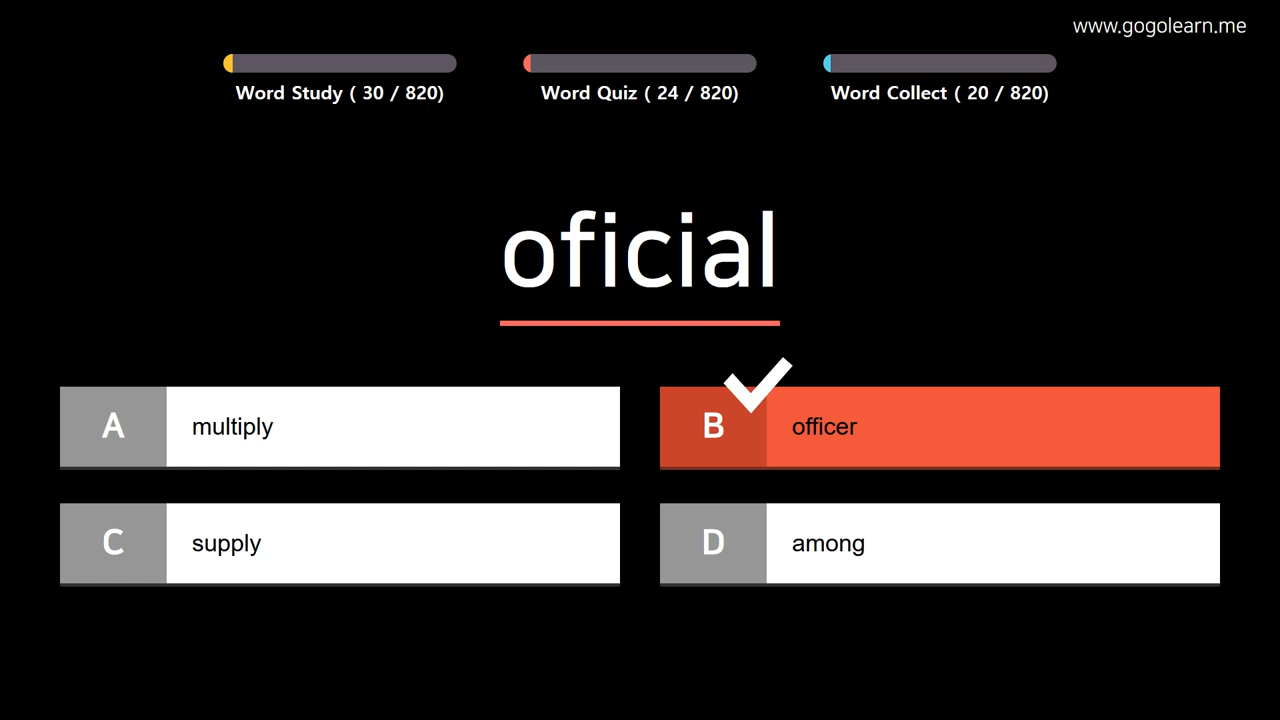 www.gogolearn.me
Word Study ( 30 / 820)
Word Quiz ( 24 / 820)
Word Collect ( 20 / 820)
oficial
A multiply
B officer
C supply
D among